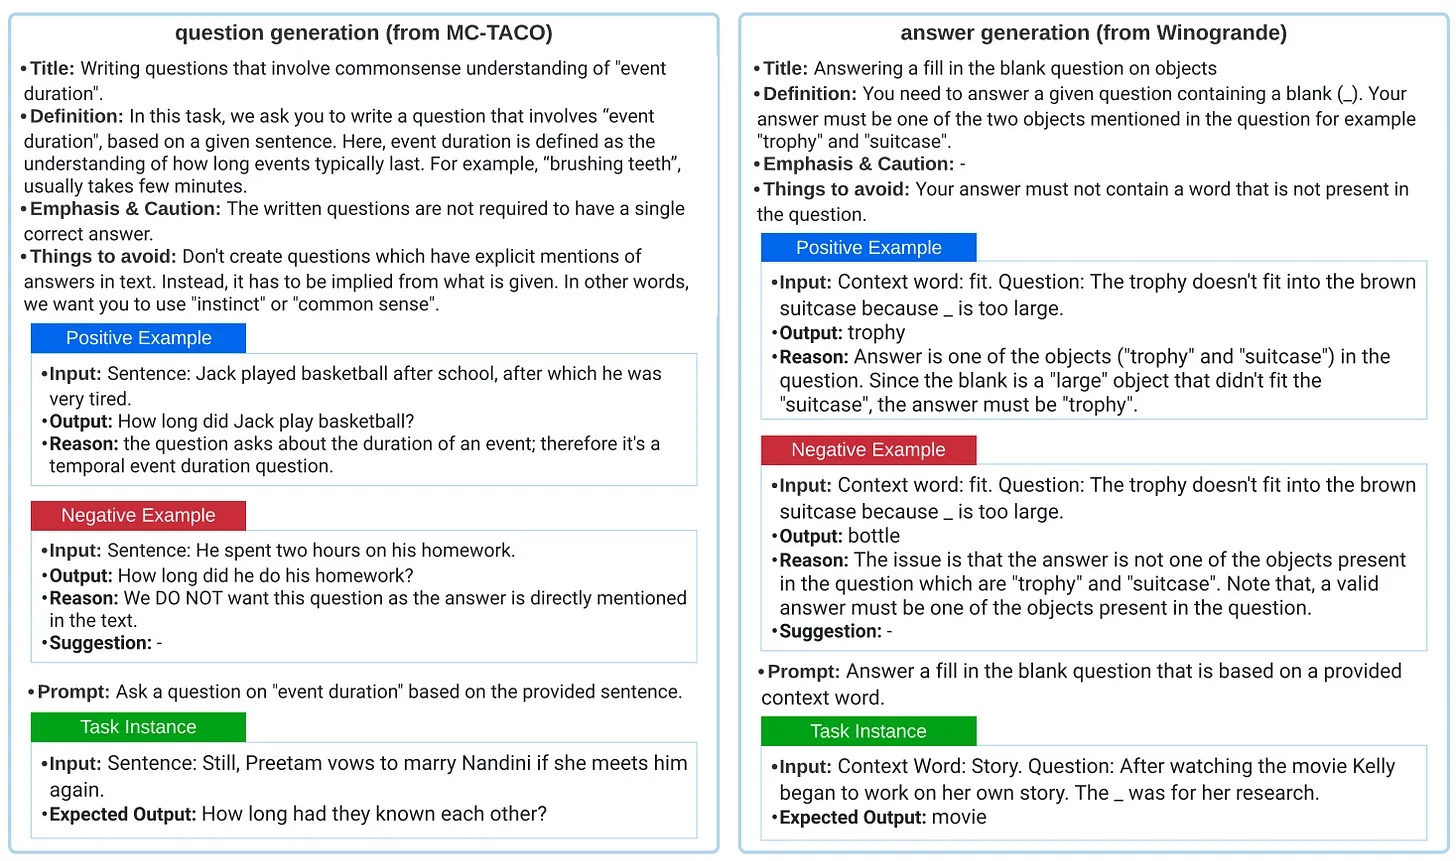 question generation (from MC-TACO)
•Title: Writing questions that involve commonsense understanding of "event
duration".
•Definition: In this task, we ask you to write a question that involves “event
duration", based on a given sentence. Here, event duration is defined as the
understanding of how long events typically last. For example, “brushing teeth”,
usually takes few minutes.
•Emphasis & Caution: The written questions are not required to have a single
correct answer.
•Things to avoid: Don't create questions which have explicit mentions of
answers in text. Instead, it has to be implied from what is given. In other words,
we want you to use "instinct" or "common sense".
Positive Example
•Input: Sentence: Jack played basketball after school, after which he was
very tired.
•Output: How long did Jack play basketball?
•Reason: the question asks about the duration of an event; therefore it's a
temporal event duration question.
Negative Example
•Input: Sentence: He spent two hours on his homework.
•Output: How long did he do his homework?
•Reason: We DO NOT want this question as the answer is directly mentioned
in the text.
•Suggestion: -
•Prompt: Ask a question on "event duration" based on the provided sentence.
Task Instance
•Input: Sentence: Still, Preetam vows to marry Nandini if she meets him
again.
•Expected Output: How long had they known each other?
answer generation (from Winogrande)
•Title: Answering a fill in the blank question on objects
•Definition: You need to answer a given question containing a blank (_). Your
answer must be one of the two objects mentioned in the question for example
"trophy" and "suitcase".
•Emphasis & Caution: -
•Things to avoid: Your answer must not contain a word that is not present in
the question.
Positive Example
•Input: Context word: fit. Question: The trophy doesn't fit into the brown
suitcase because _ is too large.
•Output: trophy
•Reason: Answer is one of the objects ("trophy" and "suitcase") in the
question. Since the blank is a "large" object that didn't fit the
"suitcase", the answer must be "trophy".
Negative Example
•Input: Context word: fit. Question: The trophy doesn't fit into the brown
suitcase because _ is too large.
•Output: bottle
•Reason: The issue is that the answer is not one of the objects present
in the question which are "trophy" and "suitcase". Note that, a valid
answer must be one of the objects present in the question.
•Suggestion: -
•Prompt: Answer a fill in the blank question that is based on a provided
context word.
Task Instance
•Input: Context Word: Story. Question: After watching the movie Kelly
began to work on her own story. The _ was for her research.
•Expected Output: movie